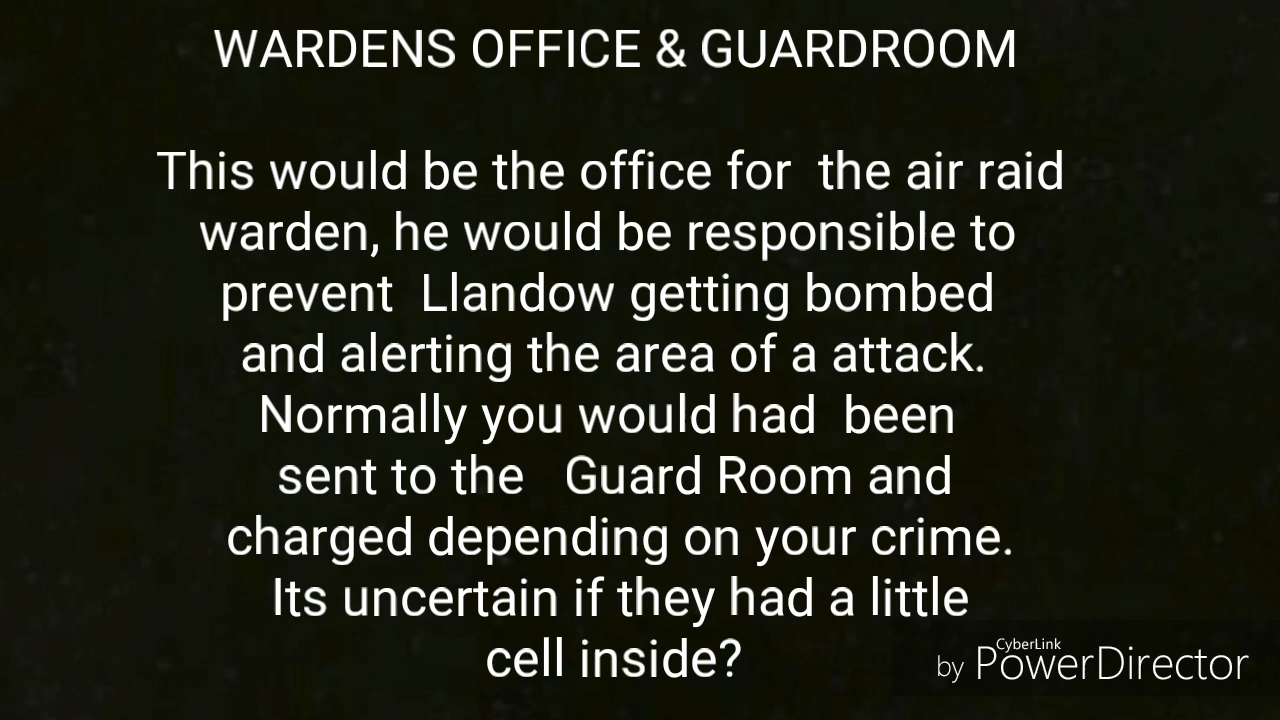 WARDENS OFFICE & GUARDROOM
This would be the office for  the air raid
warden, he would be responsible to
prevent  Llandow getting bombed
and alerting the area of a attack.
Normally you would had  been
sent to the   Guard Room and
charged depending on your crime.
Its uncertain if they had a little
cell inside?
CyberLink
by PowerDirector